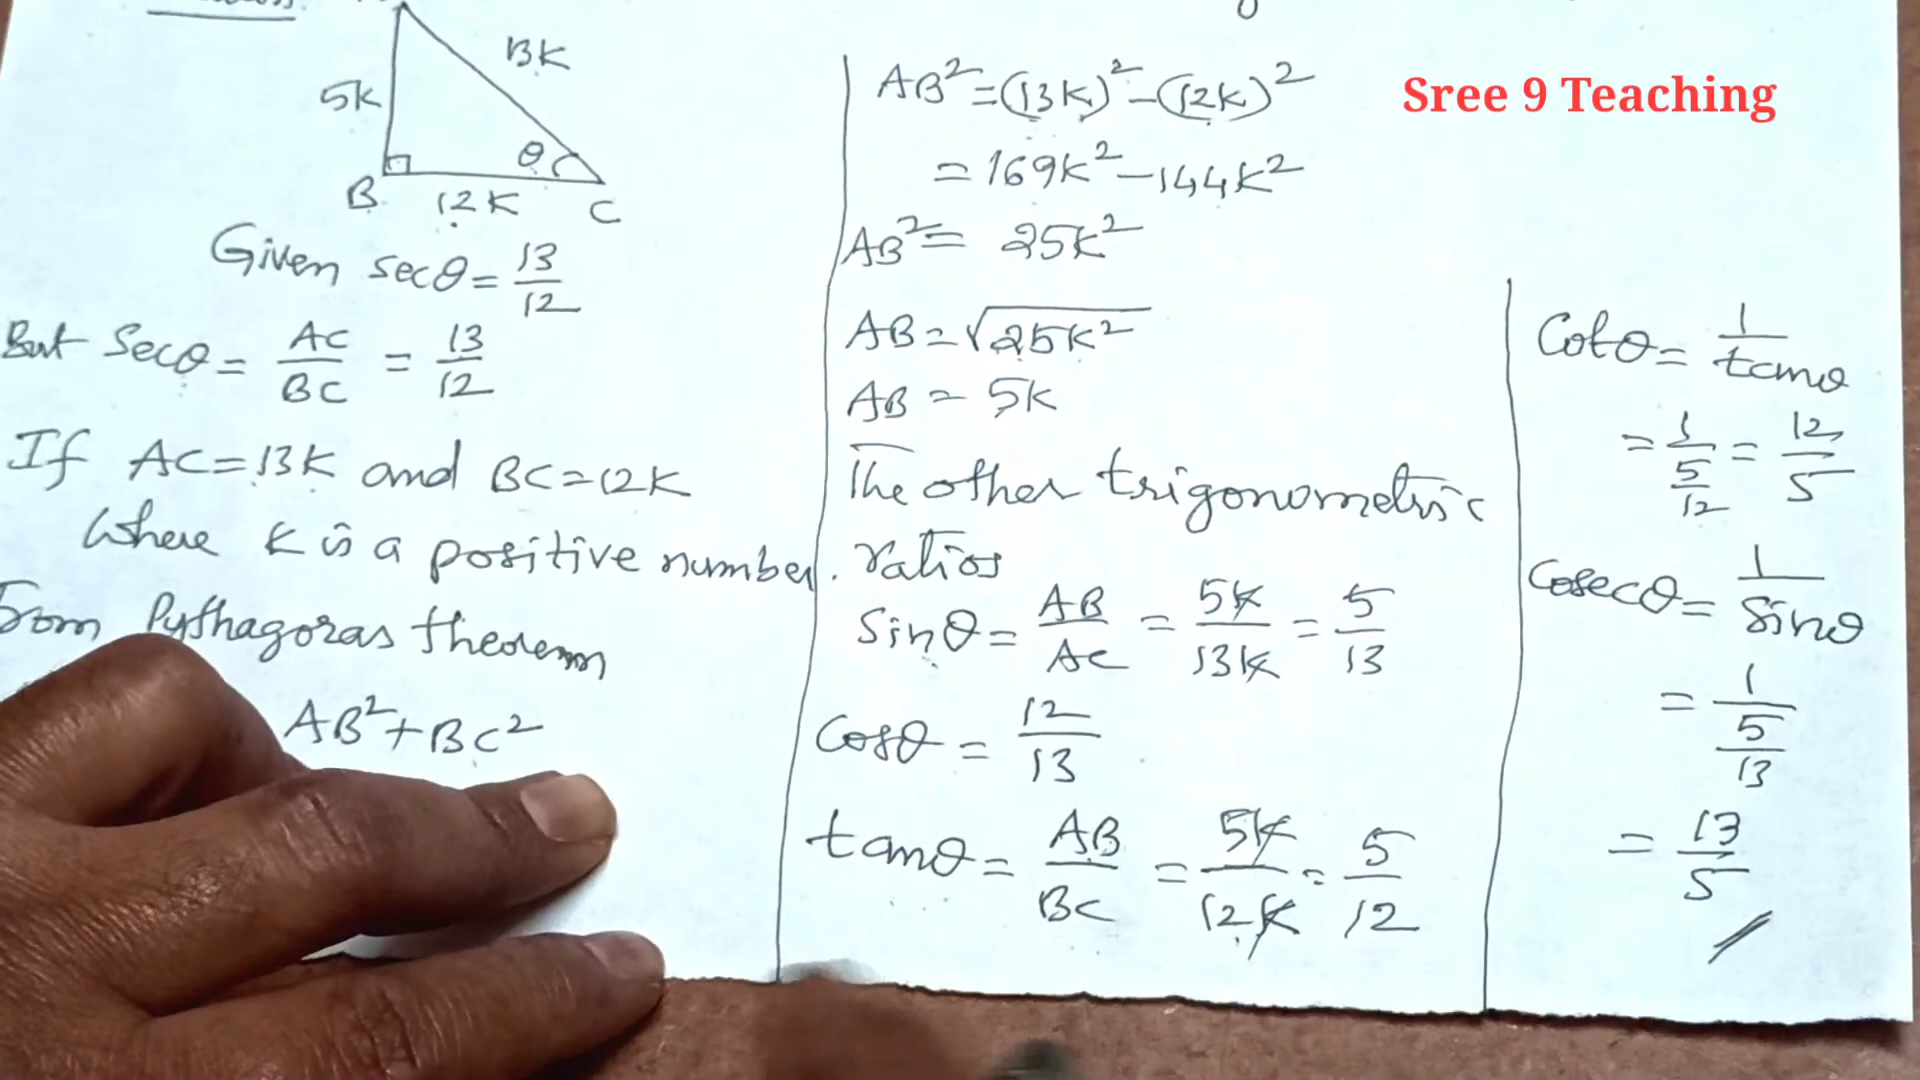 5k
13k
θ
B
12k
C
Given secθ = 13/12
But Secθ = AC/BC = 13/12
If AC=13k and BC=12k
Where k is a positive number.
From Pythagoras theorem
AB²+BC²
AB² = (13k)² – (12k)²
= 169k² – 144k²
AB² = 25k²
AB = √25k²
AB = 5k
The other trigonometric
ratios
Sinθ = AB/AC = 5k/13k = 5/13
Cosθ = 12/13
tanθ = AB/BC = 5k/12k = 5/12
Sree 9 Teaching
Cotθ = 1/tanθ
= 1/(5/12) = 12/5
Cosecθ = 1/Sinθ
= 1/(5/13)
= 13/5